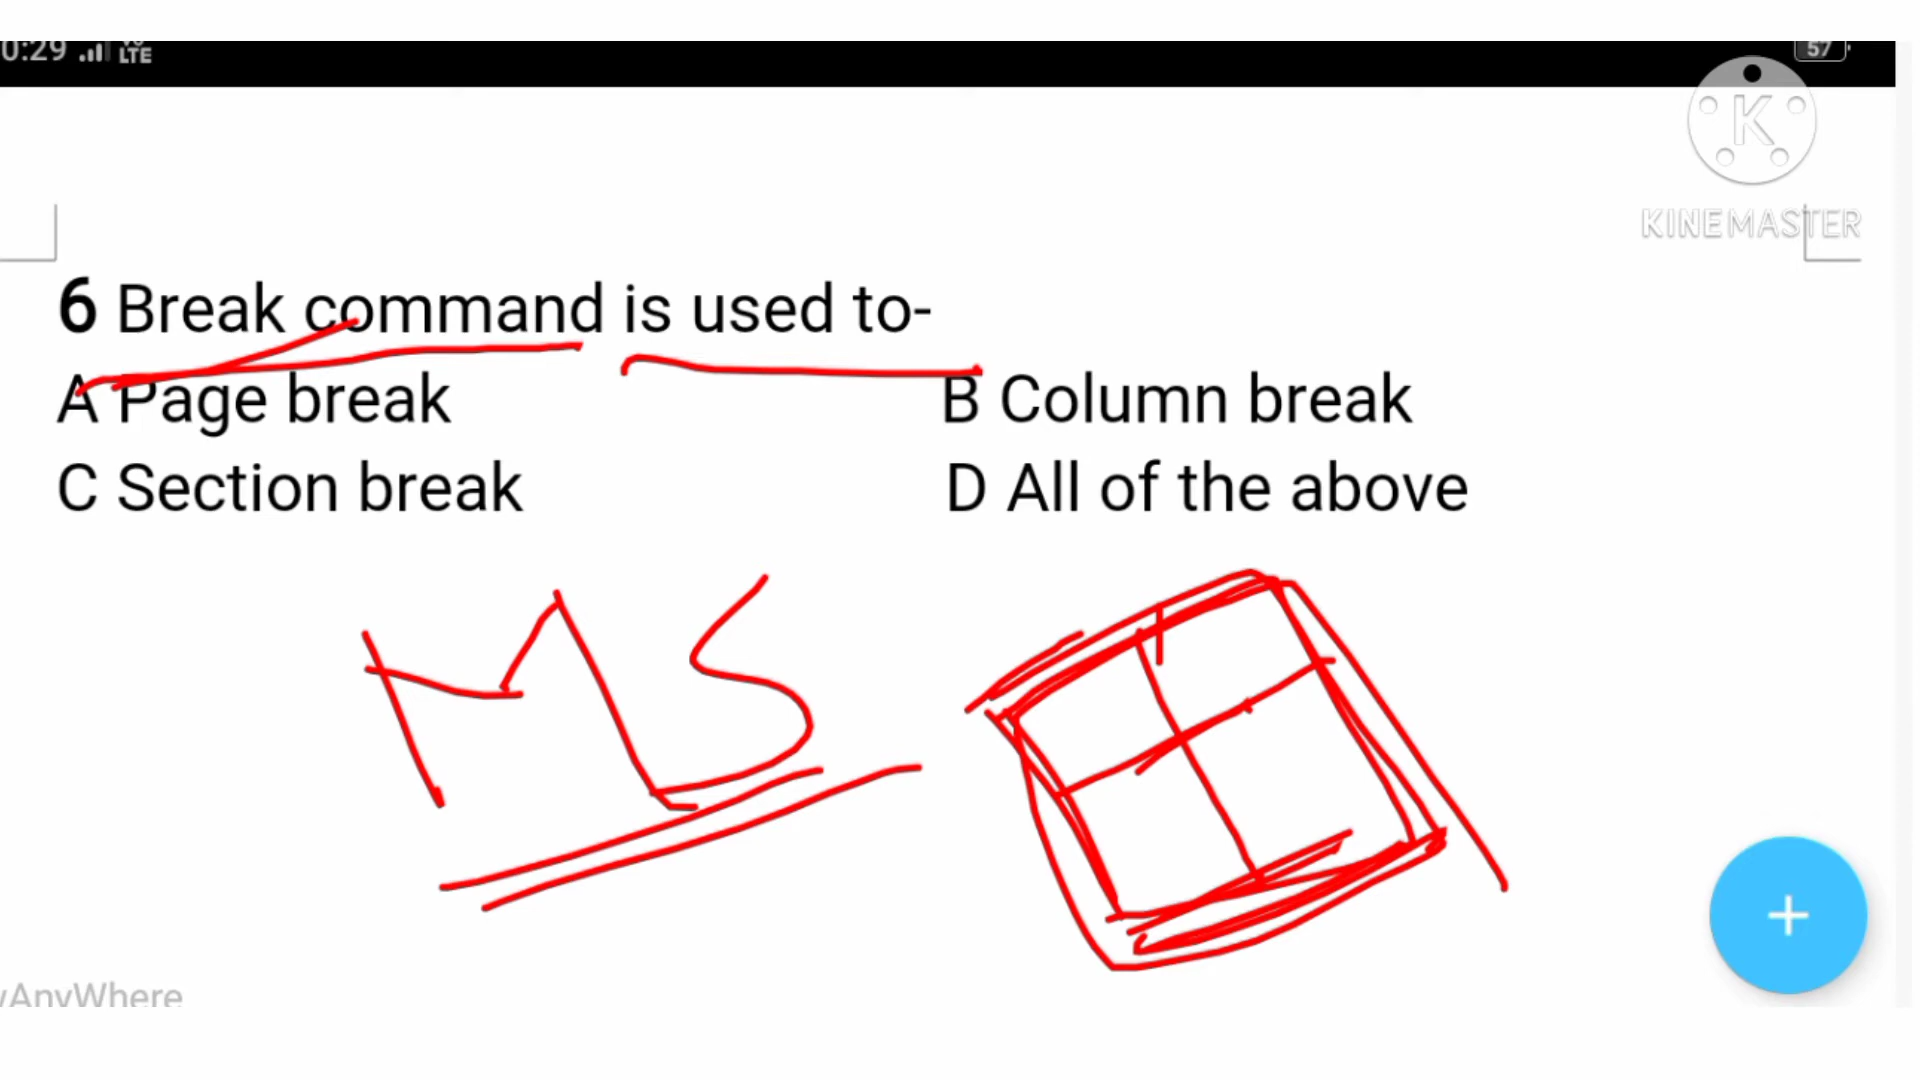 0:29 LTE 57
K
KINEMASTER
6 Break command is used to-
A Page break B Column break
C Section break D All of the above
MS
AnyWhere